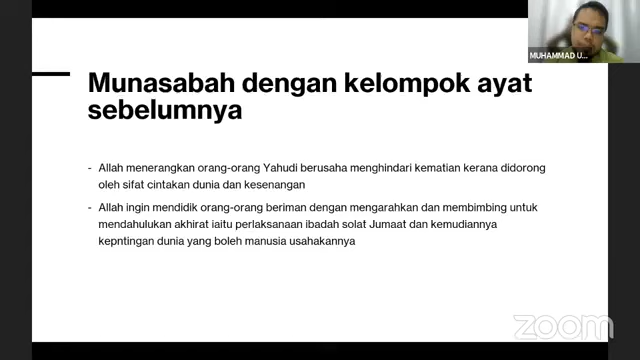 MUHAMMAD U...
Munasabah dengan kelompok ayat
sebelumnya
- Allah menerangkan orang-orang Yahudi berusaha menghindari kematian kerana didorong
oleh sifat cintakan dunia dan kesenangan
- Allah ingin mendidik orang-orang beriman dengan mengarahkan dan membimbing untuk
mendahulukan akhirat iaitu perlaksanaan ibadah solat Jumaat dan kemudiannya
kepntingan dunia yang boleh manusia usahakannya
zoom